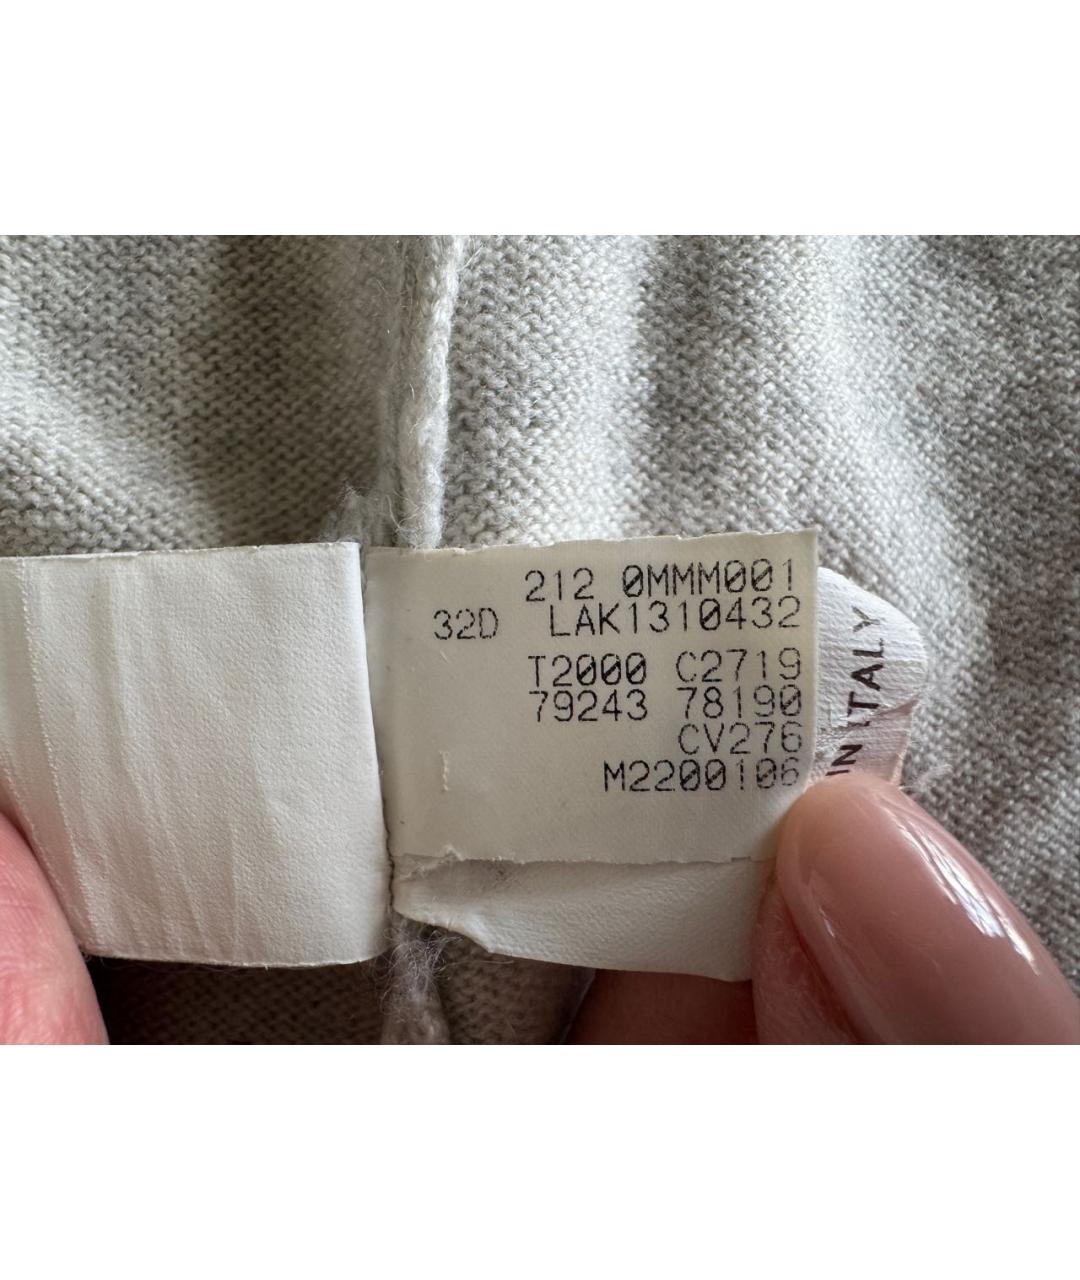 212 0MMM001
32D LAK1310432
T2000 C2719
79243 78190
CV276
M2200106
IN ITALY